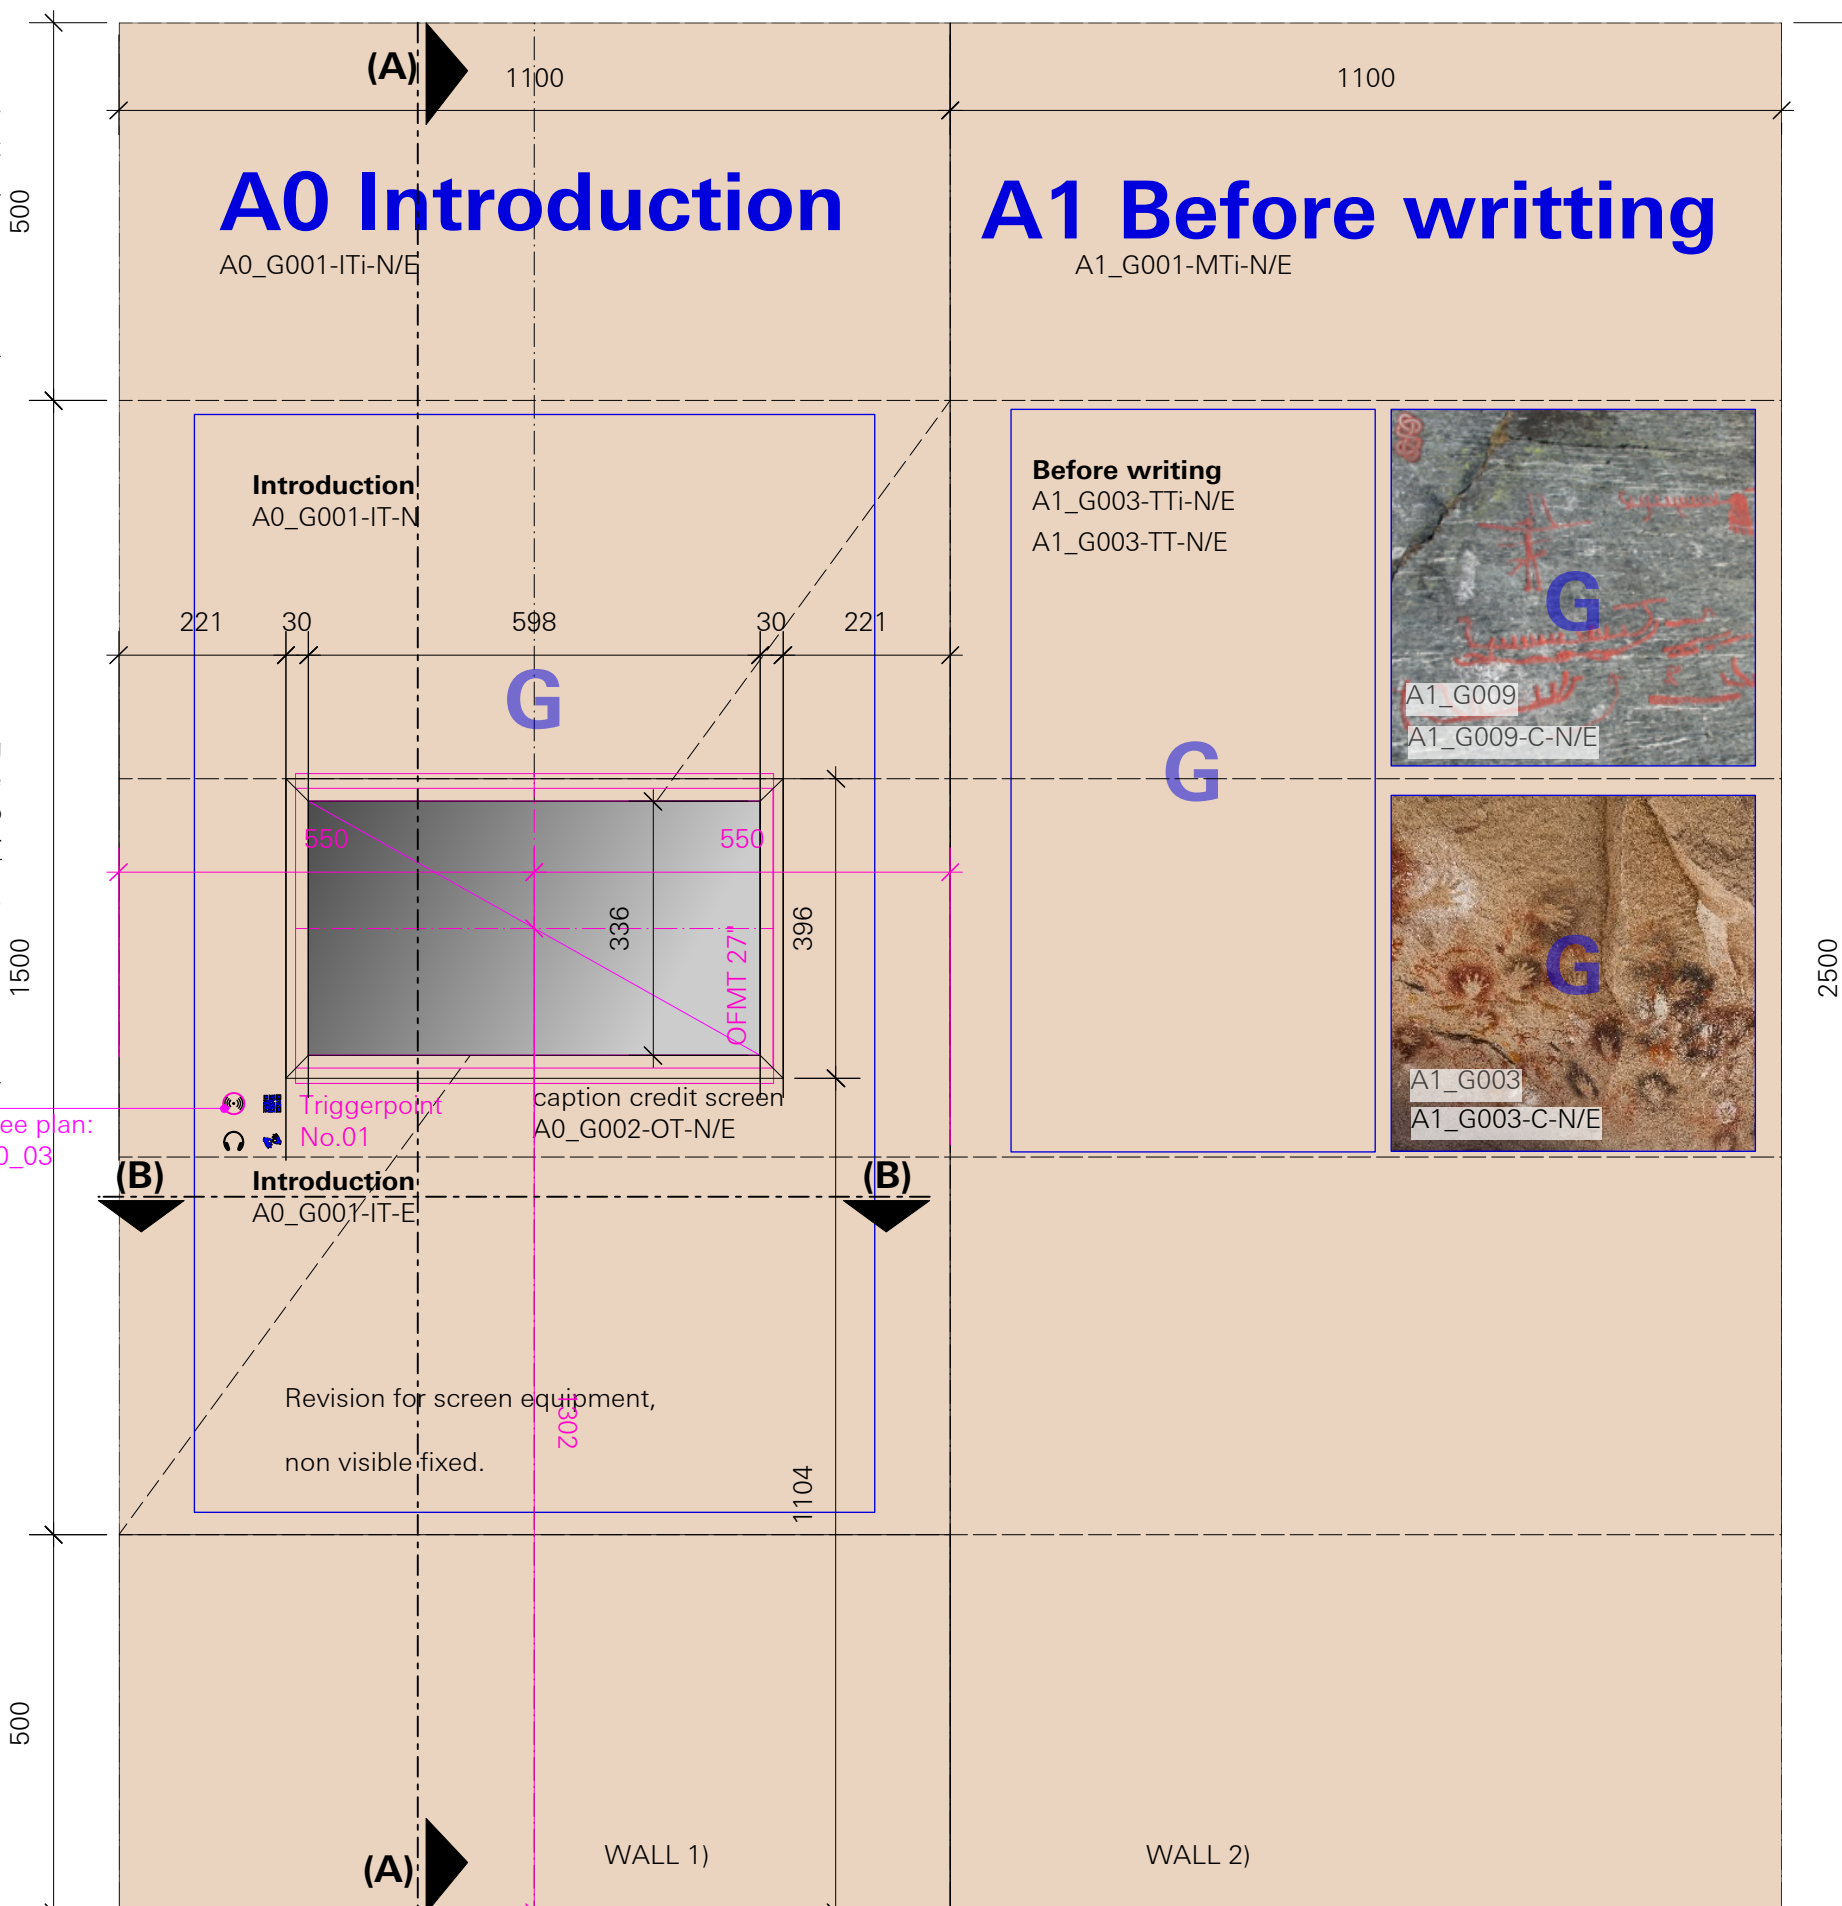 (A)
1100
1100
500
A0 Introduction
A1 Before writting
A0_G001-ITi-N/E
A1_G001-MTi-N/E
Introduction
A0_G001-IT-N
Before writing
A1_G003-TTi-N/E
A1_G003-TT-N/E
G
221
30
598
30
221
G
A1_G009
A1_G009-C-N/E
G
550
550
336
396
OFMT 27"
1500
2500
G
A1_G003
A1_G003-C-N/E
Triggerpoint
No.01
caption credit screen
A0_G002-OT-N/E
ee plan:
0_03
(B)
(B)
Introduction
A0_G001-IT-E
Revision for screen equipment,
non visible fixed.
1302
1104
500
WALL 1)
WALL 2)
(A)